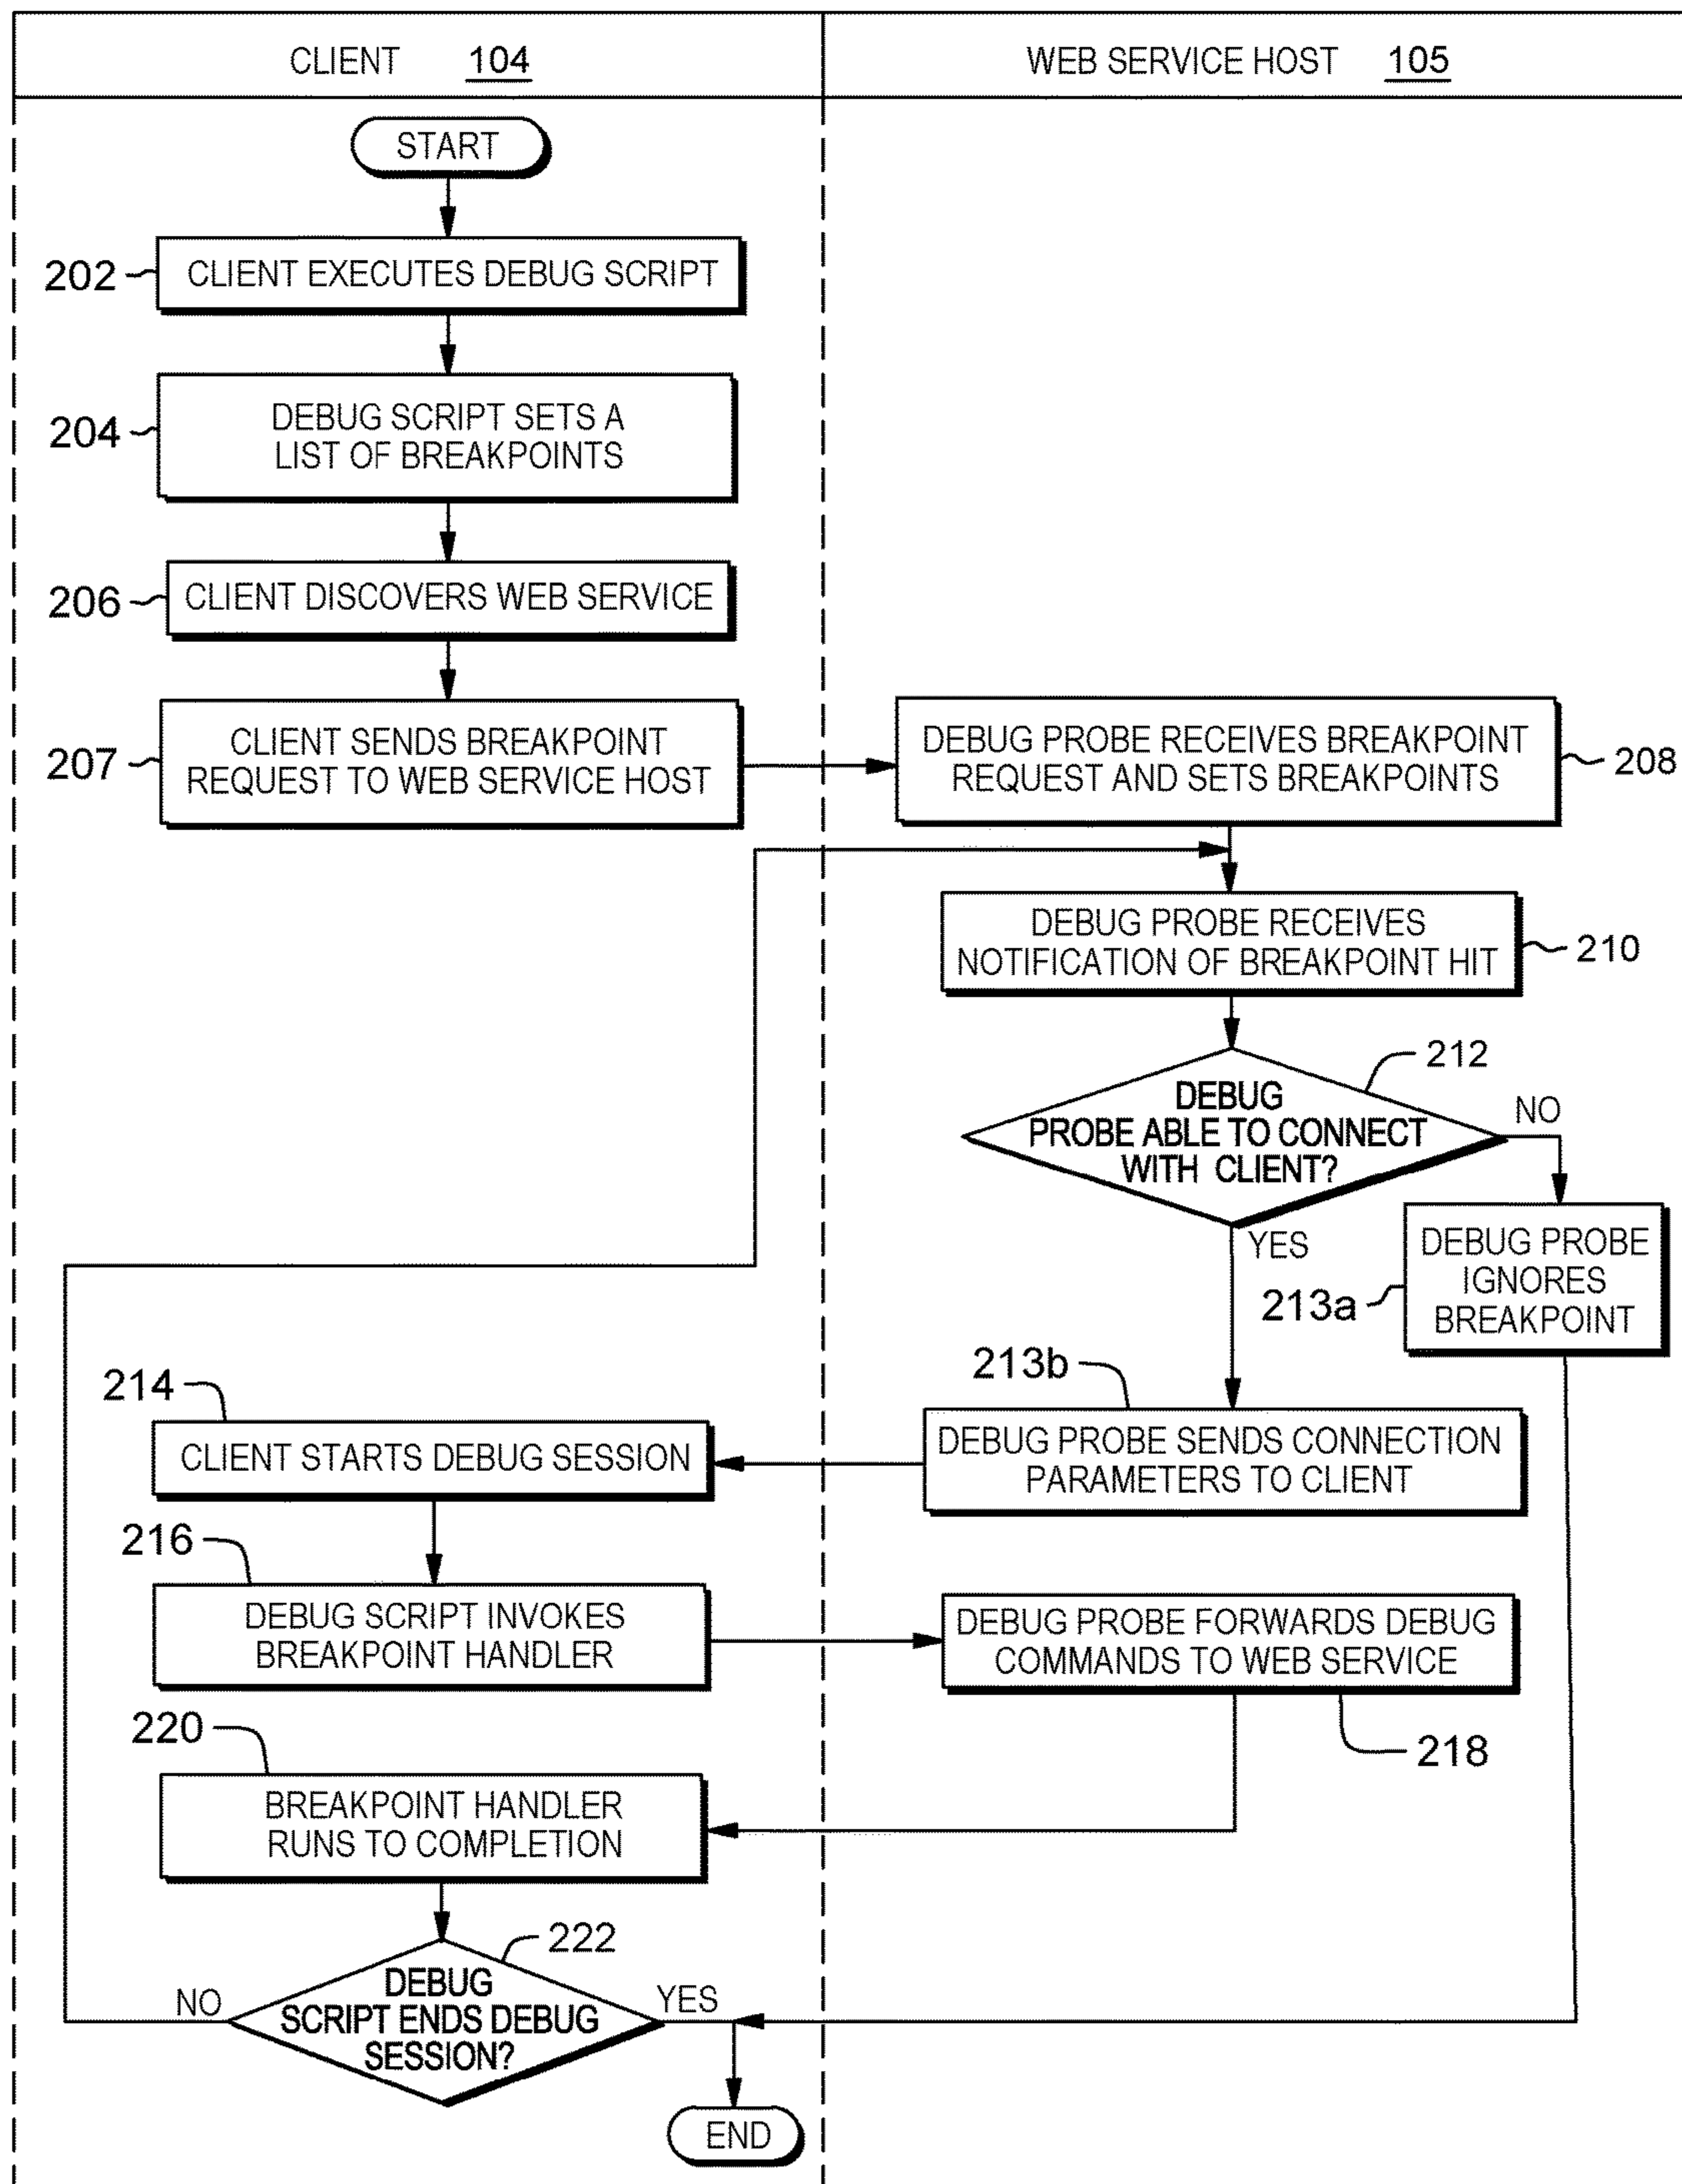 CLIENT 104
WEB SERVICE HOST 105
START
202
CLIENT EXECUTES DEBUG SCRIPT
204
DEBUG SCRIPT SETS A
LIST OF BREAKPOINTS
206
CLIENT DISCOVERS WEB SERVICE
207
CLIENT SENDS BREAKPOINT
REQUEST TO WEB SERVICE HOST
DEBUG PROBE RECEIVES BREAKPOINT
REQUEST AND SETS BREAKPOINTS
208
DEBUG PROBE RECEIVES
NOTIFICATION OF BREAKPOINT HIT
210
212
DEBUG
PROBE ABLE TO CONNECT
WITH CLIENT?
NO
YES
DEBUG PROBE
IGNORES
BREAKPOINT
213a
213b
DEBUG PROBE SENDS CONNECTION
PARAMETERS TO CLIENT
214
CLIENT STARTS DEBUG SESSION
216
DEBUG SCRIPT INVOKES
BREAKPOINT HANDLER
DEBUG PROBE FORWARDS DEBUG
COMMANDS TO WEB SERVICE
218
220
BREAKPOINT HANDLER
RUNS TO COMPLETION
222
DEBUG
SCRIPT ENDS DEBUG
SESSION?
NO
YES
END